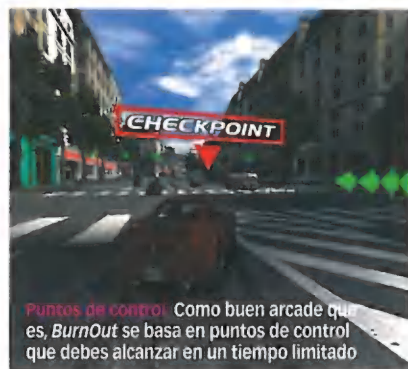 CHECKPOINT
Puntos de control Como buen arcade que
es, BurnOut se basa en puntos de control
que debes alcanzar en un tiempo limitado